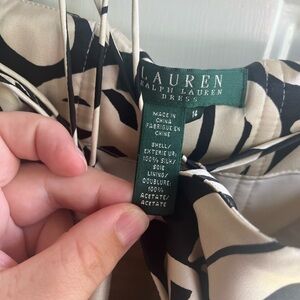 LAUREN
RALPH LAUREN
DRESS
14
MADE IN
CHINA
FABRIQUE EN
CHINE
SHELL/
EXTERIEUR:
100% SILK/
SOIE
LINING/
DOUBLURE:
100%
ACETATE/
ACETATE